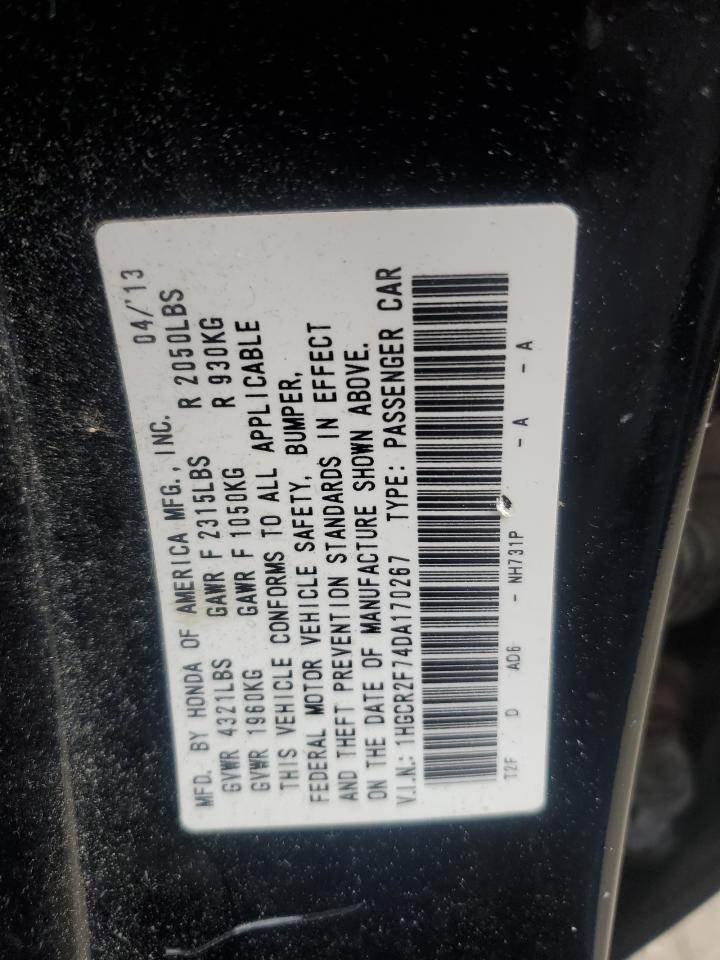 MFD. BY HONDA OF AMERICA MFG., INC. 04/'13
GVWR 4321LBS GAWR F 2315LBS R 2050LBS
GVWR 1960KG GAWR F 1050KG R 930KG
THIS VEHICLE CONFORMS TO ALL APPLICABLE
FEDERAL MOTOR VEHICLE SAFETY, BUMPER,
AND THEFT PREVENTION STANDARDS IN EFFECT
ON THE DATE OF MANUFACTURE SHOWN ABOVE.
V.I.N.: 1HGCR2F74DA170267 TYPE: PASSENGER CAR
T2F D AD6 - NH731P - A - A